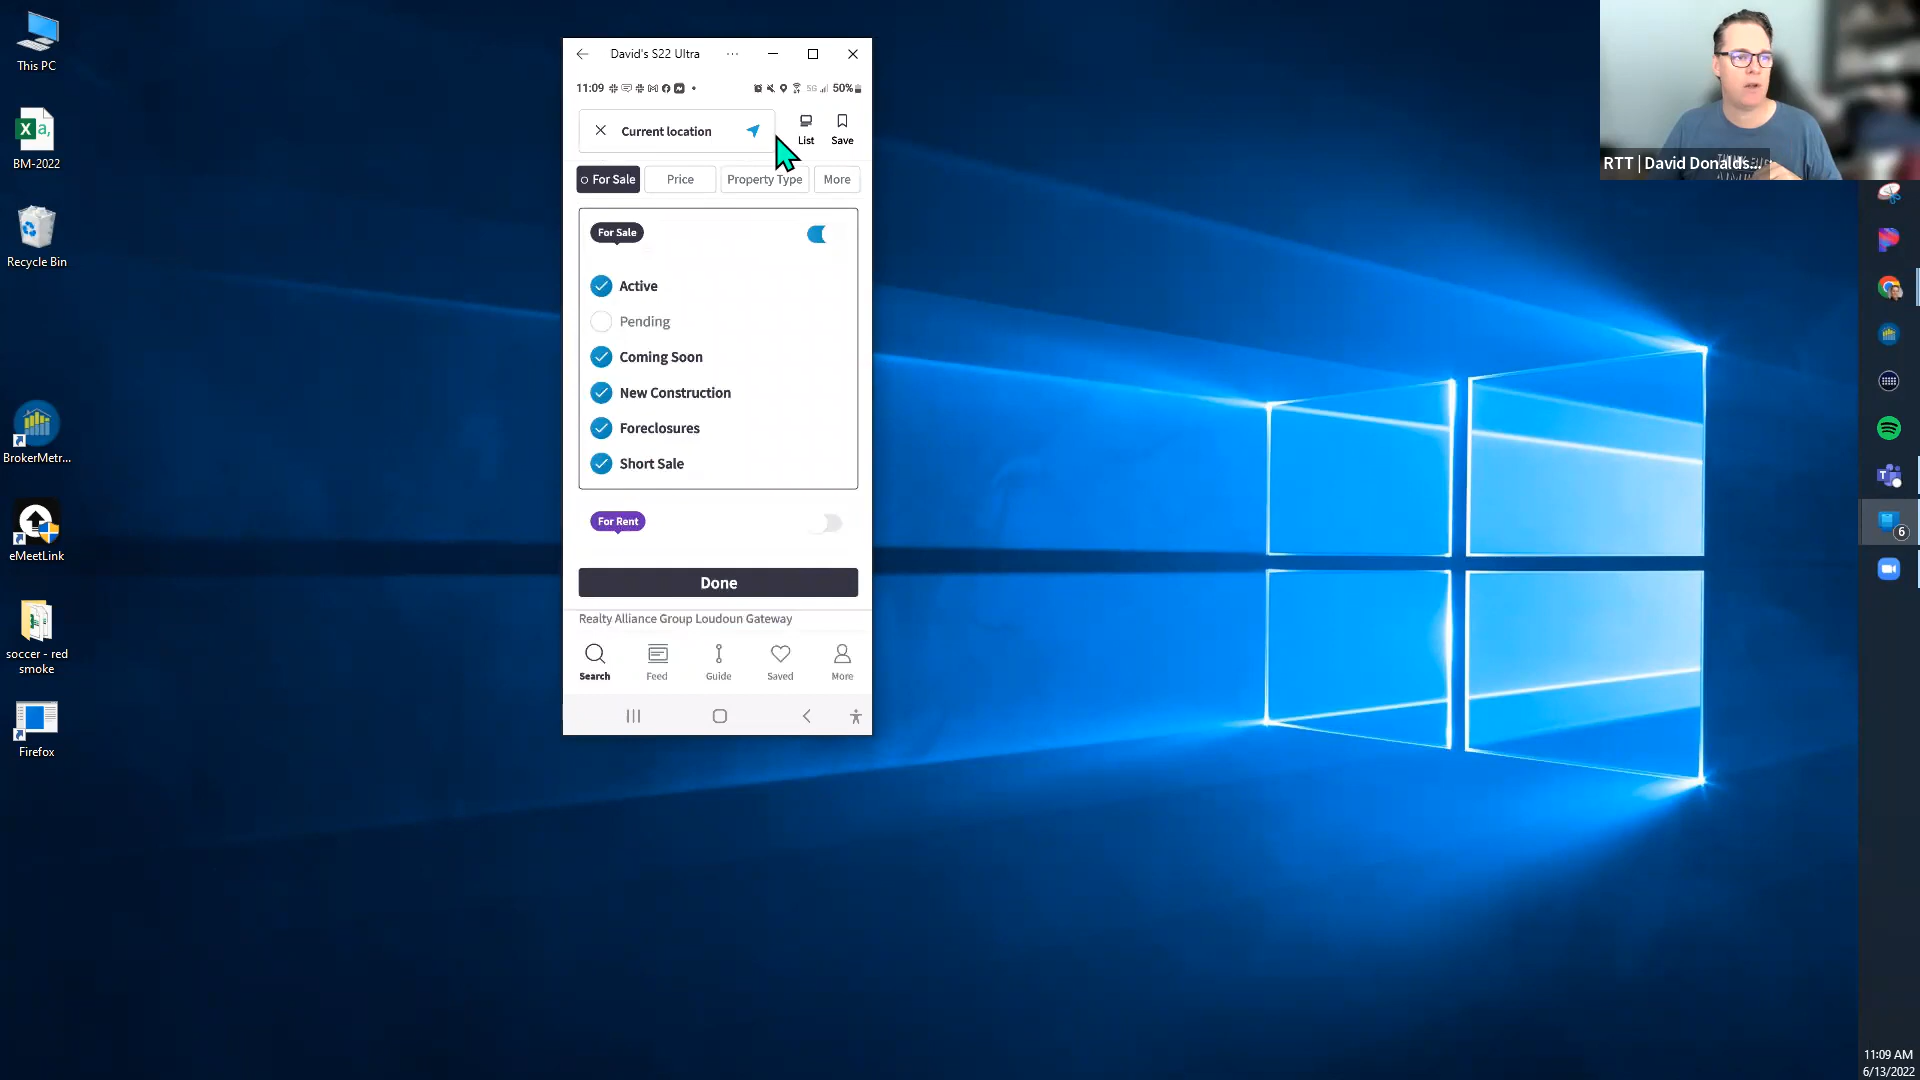 This PC
BM-2022
Recycle Bin
BrokerMetr...
eMeetLink
soccer - red
smoke
Firefox
David's S22 Ultra
11:09
5G
50%
Current location
List
Save
For Sale
Price
Property Type
More
For Sale
Active
Pending
Coming Soon
New Construction
Foreclosures
Short Sale
For Rent
Done
Realty Alliance Group Loudoun Gateway
Search
Feed
Guide
Saved
More
RTT | David Donalds...
6
11:09 AM
6/13/2022